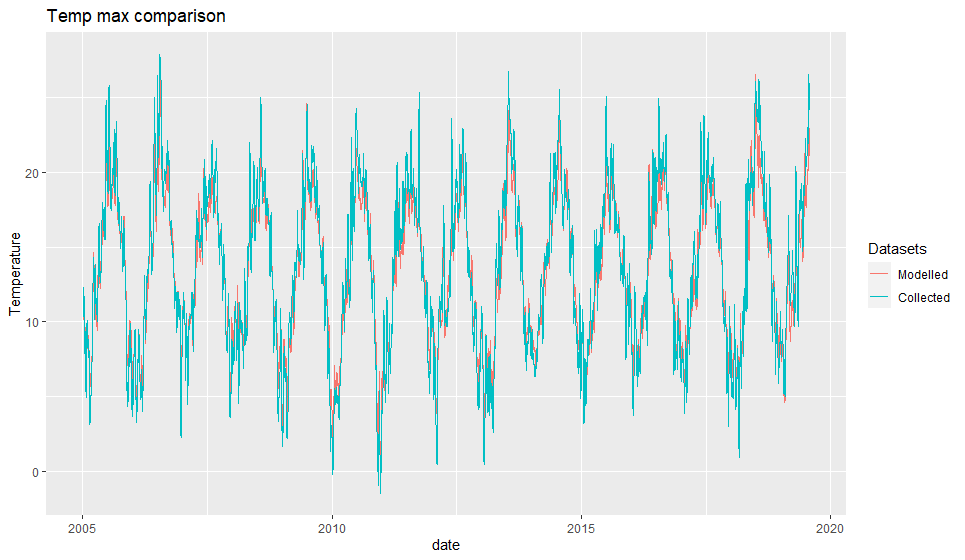 Temp max comparison
Temperature
20
10
0
2005
2010
2015
2020
date
Datasets
Modelled
Collected